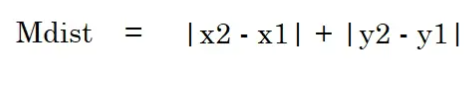 Mdist = |x2 - x1| + |y2 - y1|